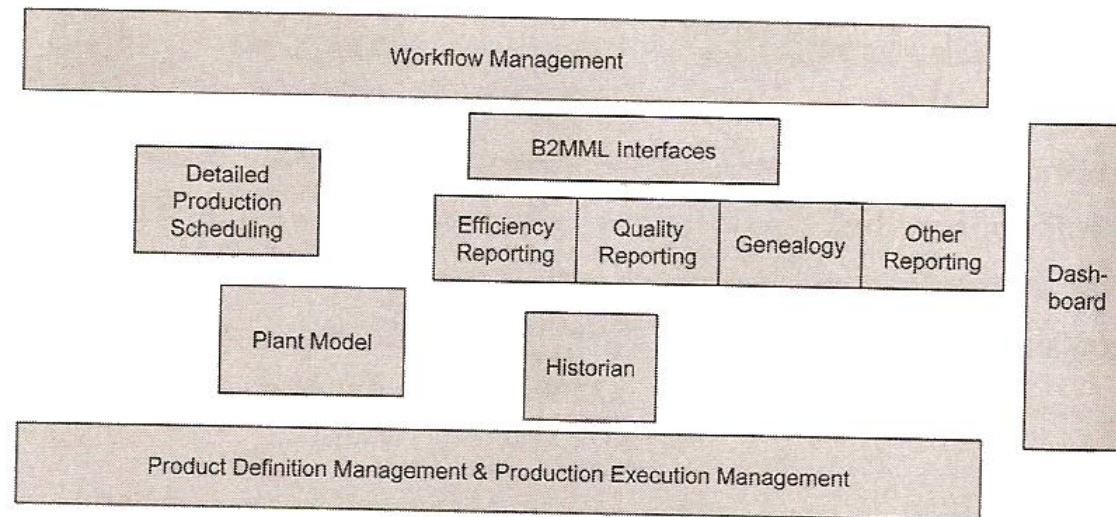 Workflow Management
B2MML Interfaces
Detailed
Production
Scheduling
Efficiency
Reporting
Quality
Reporting
Genealogy
Other
Reporting
Dash-
board
Plant Model
Historian
Product Definition Management & Production Execution Management